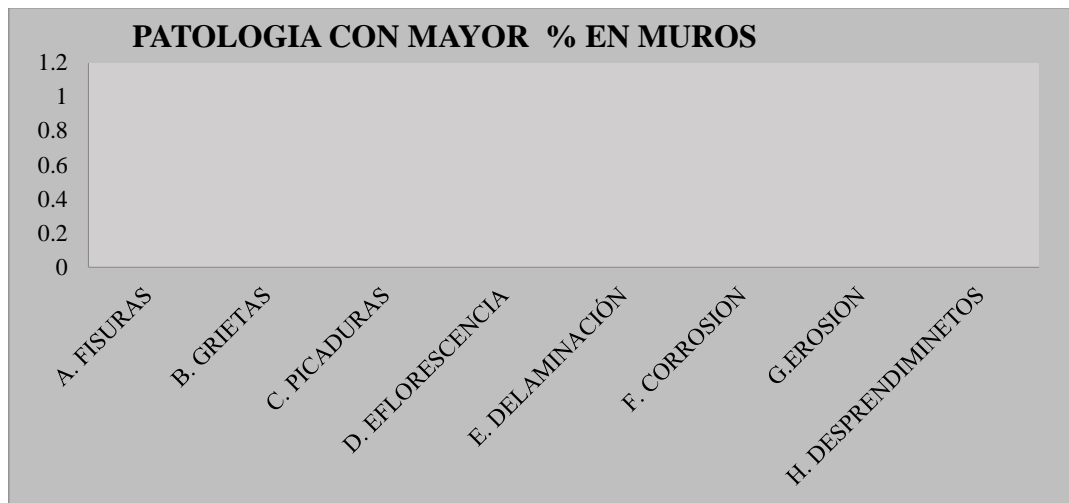 PATOLOGIA CON MAYOR % EN MUROS
1.2
1
0.8
0.6
0.4
0.2
0
A. FISURAS
B. GRIETAS
C. PICADURAS
D. EFLORESCENCIA
E. DELAMINACIÓN
F. CORROSION
G.EROSION
H. DESPRENDIMINETOS